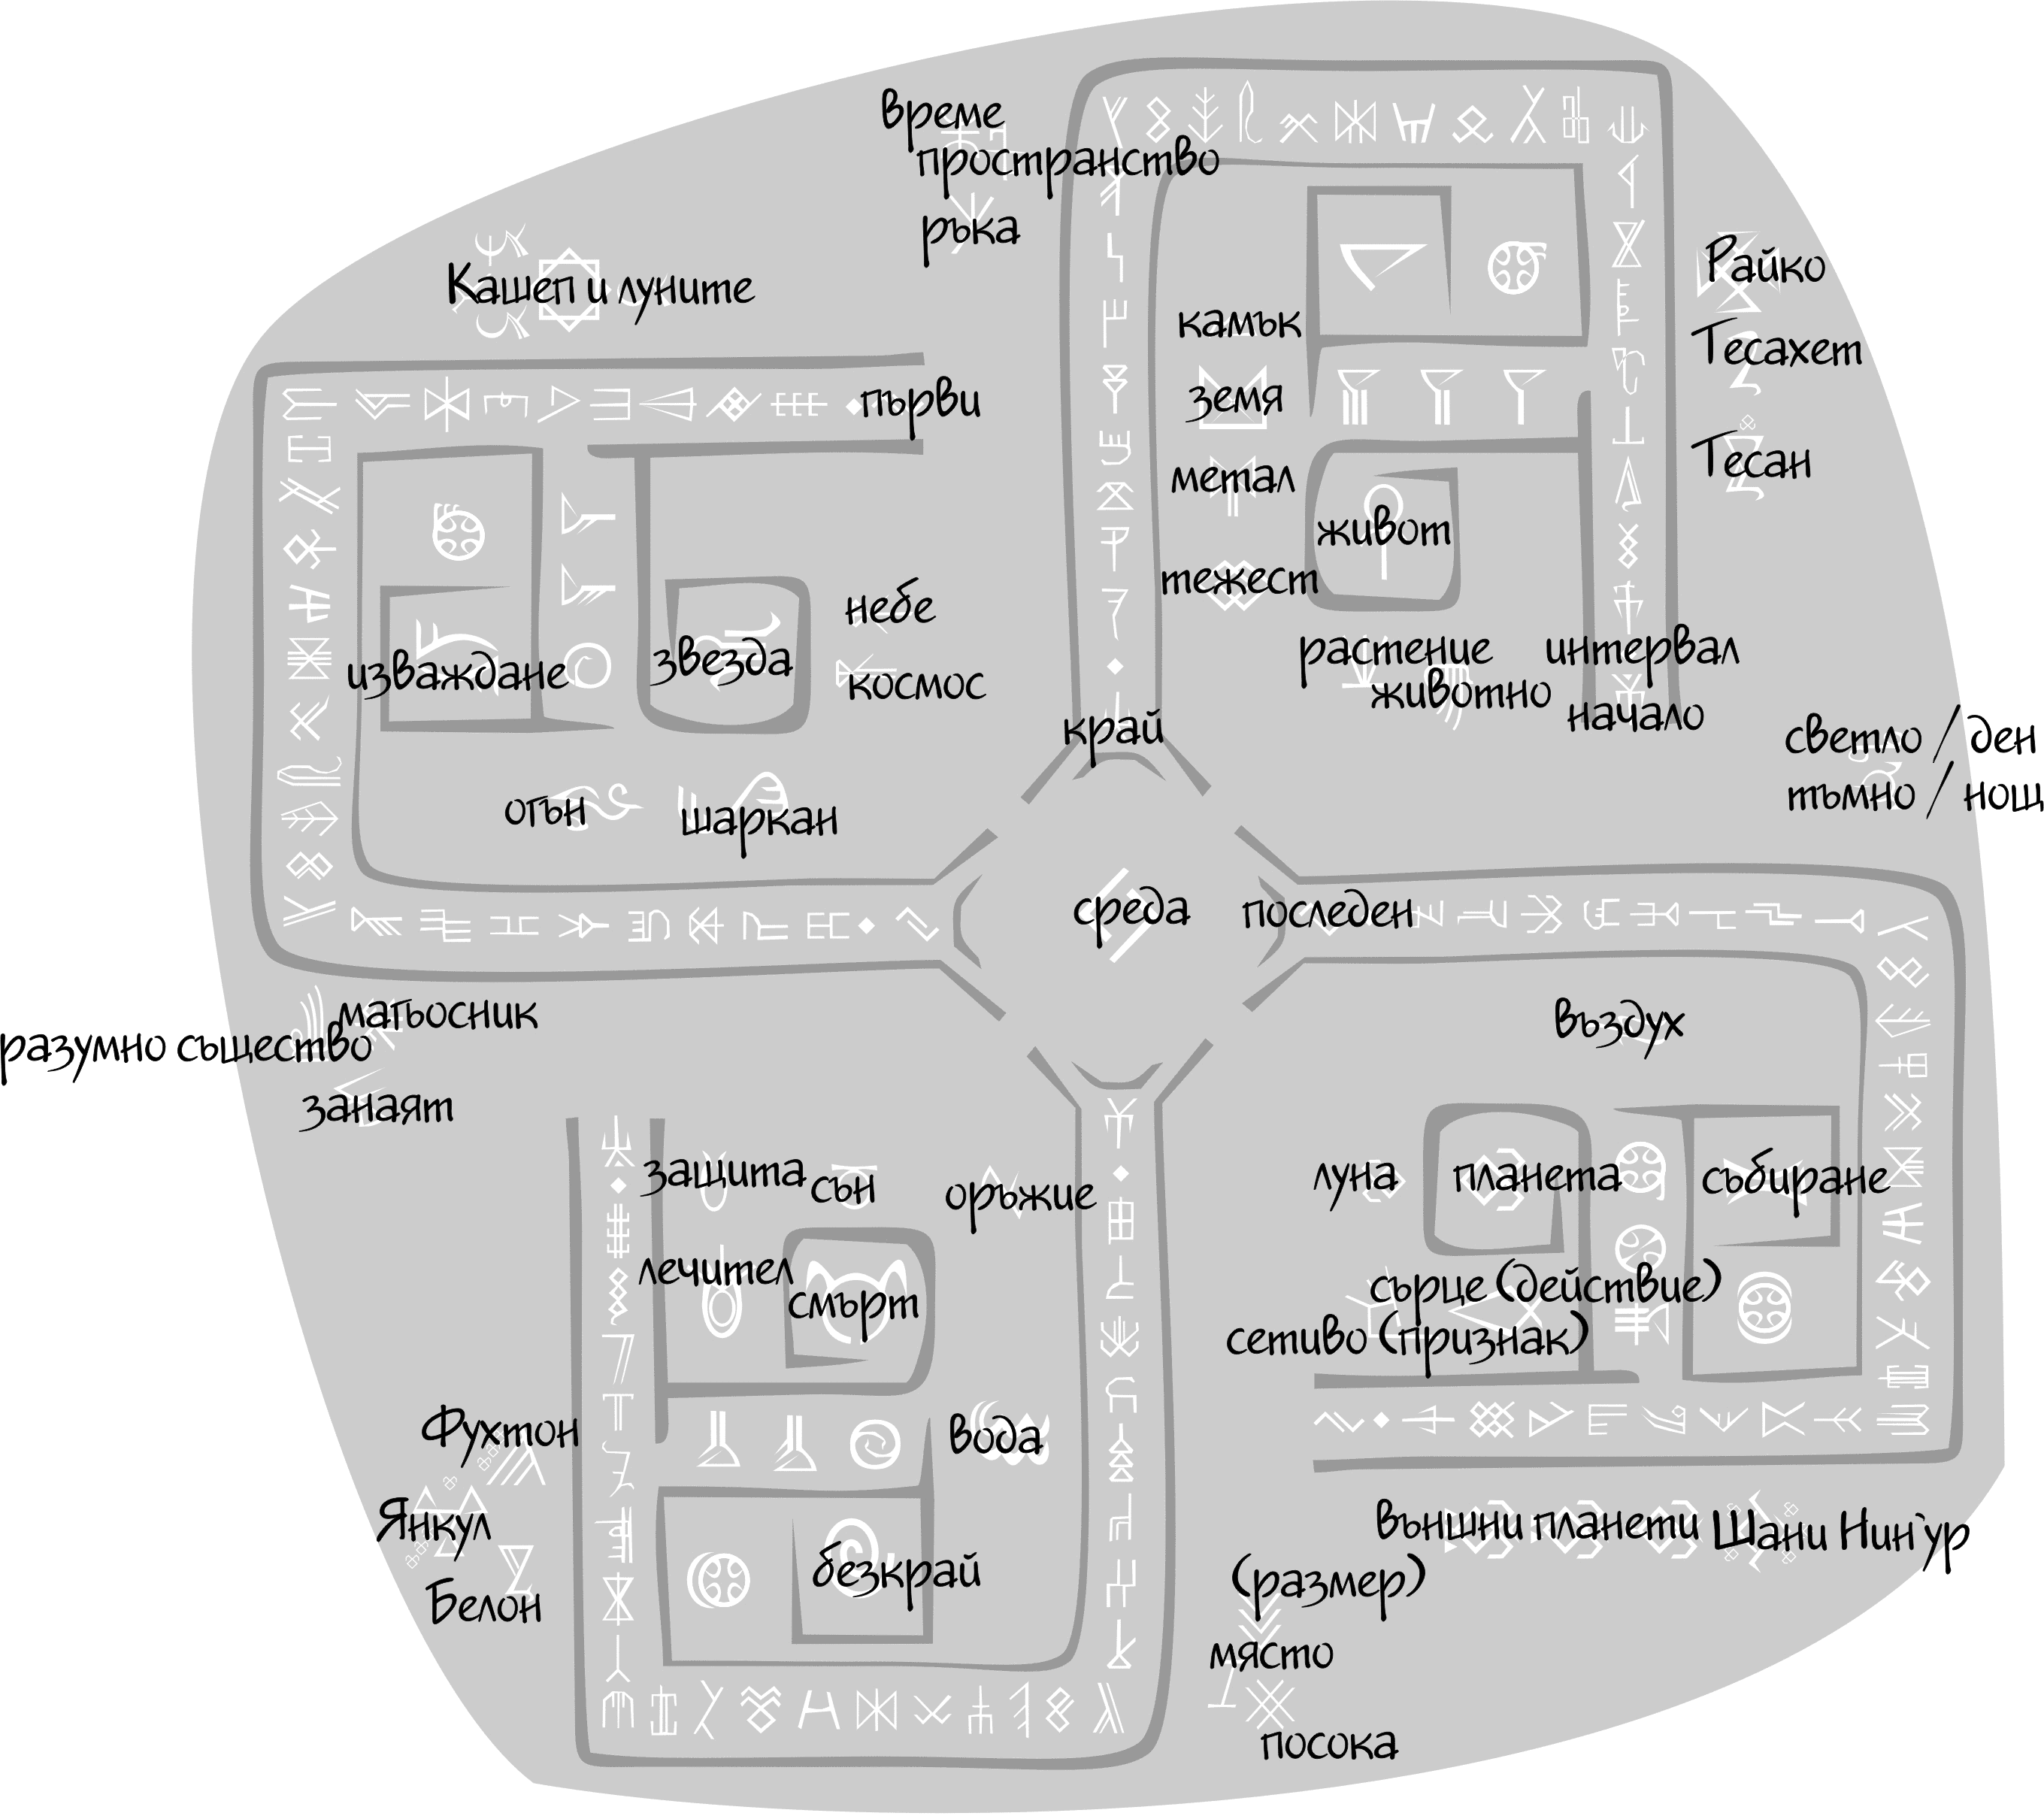 време
пространство
ръка
Кашеп и луните
Райко
камък
Тесахет
земя
първи
Тесан
метал
живот
тежест
небе
растение
интервал
изваждане
звезда
космос
животно
начало
край
светло / ден
тъмно / нощ
огън
шаркан
среда
последен
матьосник
разумно същество
въздух
занаят
защита
сън
оръжие
луна
планета
събиране
лечител
смърт
сърце (действие)
сетиво (признак)
Фухтон
вода
Янкул
външни планети
Шани Нин'ур
безкрай
(размер)
Белон
място
посока